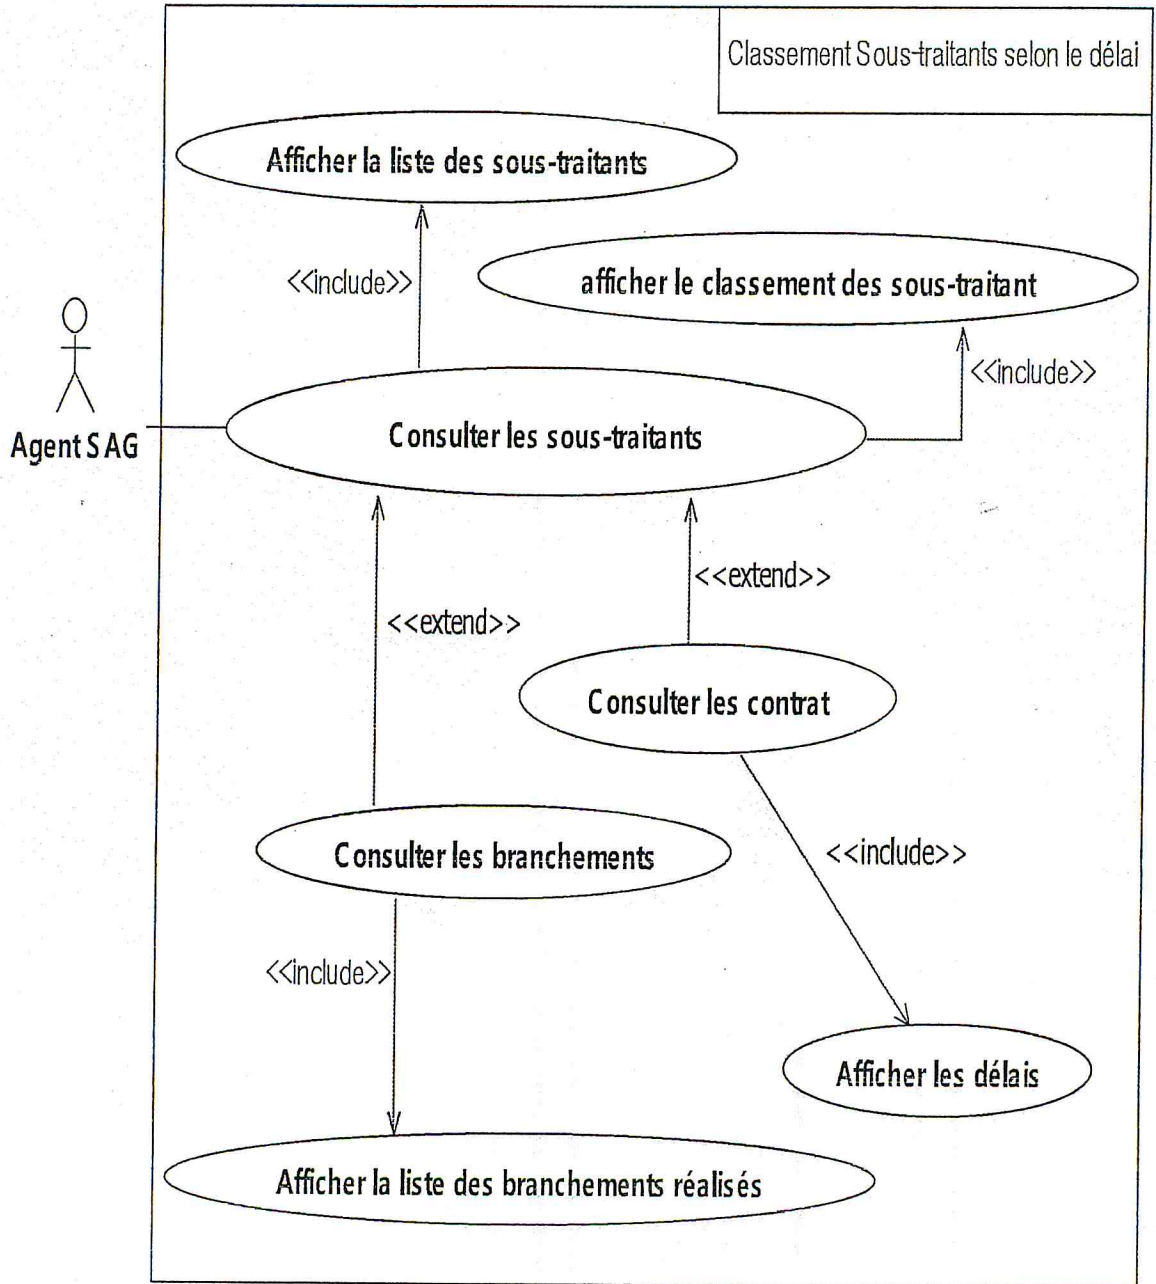 Classement Sous-traitants selon le délai
Afficher la liste des sous-traitants
<<include>>
afficher le classement des sous-traitant
<<include>>
Agent SAG
Consulter les sous-traitants
<<extend>>
<<extend>>
Consulter les contrat
Consulter les branchements
<<include>>
<<include>>
Afficher les délais
Afficher la liste des branchements réalisés